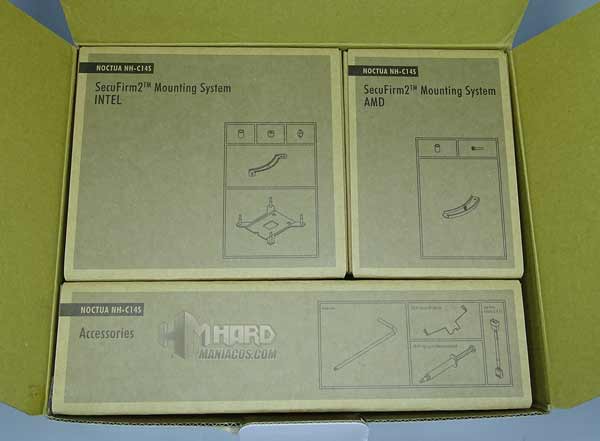 NOCTUA NH-C14S
SecuFirm2™ Mounting System
INTEL
NOCTUA NH-C14S
SecuFirm2™ Mounting System
AMD
NOCTUA NH-C14S
Accessories
HARD
MANIACOS.COM